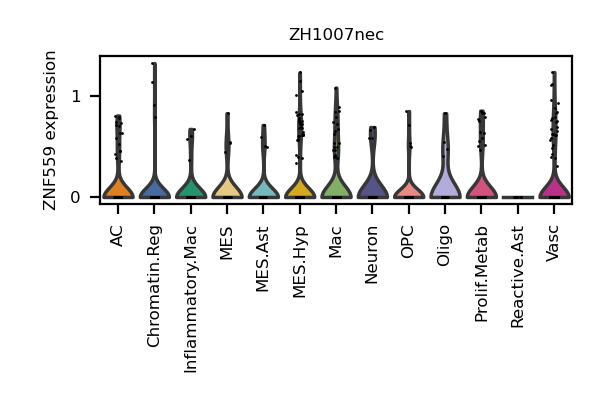 ZH1007nec
ZNF559 expression
1
0
AC
Chromatin.Reg
Inflammatory.Mac
MES
MES.Ast
MES.Hyp
Mac
Neuron
OPC
Oligo
Prolif.Metab
Reactive.Ast
Vasc